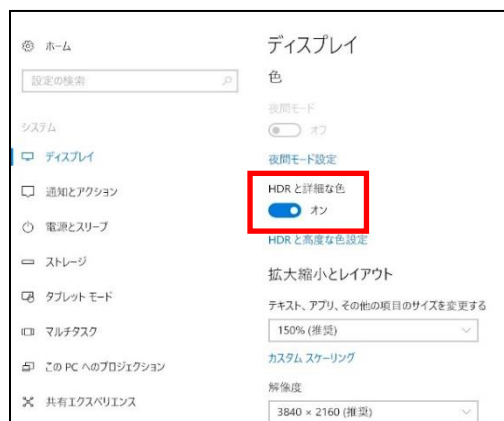 ホーム
設定の検索
システム
ディスプレイ
通知とアクション
電源とスリープ
ストレージ
タブレット モード
マルチタスク
この PC へのプロジェクション
共有エクスペリエンス
ディスプレイ
色
夜間モード
オフ
夜間モード設定
HDR と詳細な色
オン
HDR と高度な色設定
拡大縮小とレイアウト
テキスト、アプリ、その他の項目のサイズを変更する
150% (推奨)
カスタム スケーリング
解像度
3840 × 2160 (推奨)